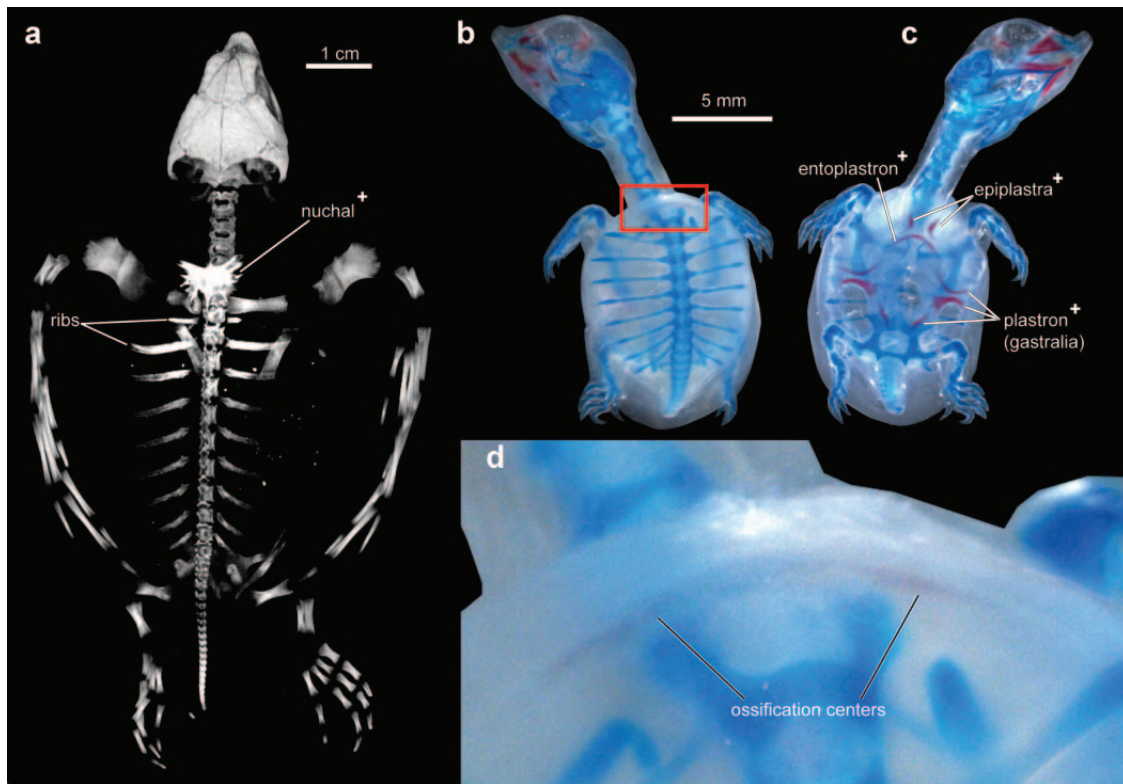 a
1 cm
nuchal+
ribs
b
5 mm
c
entoplastron+
epiplastra+
plastron+
(gastralia)
d
ossification centers